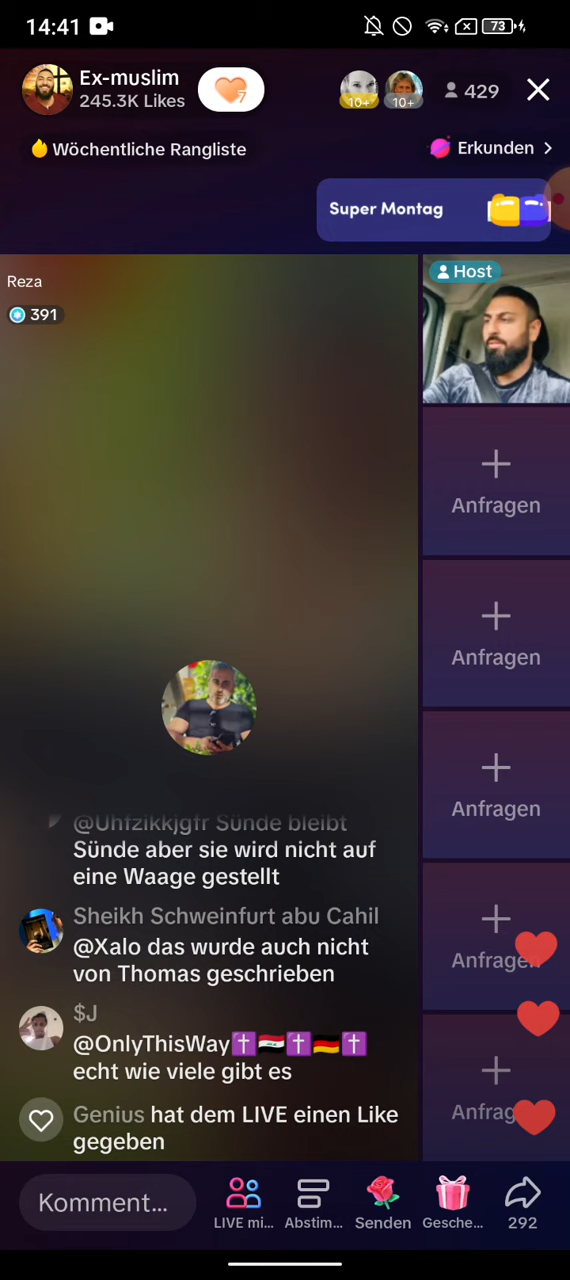 14:41
73
Ex-muslim
245.3K Likes
7
10+
10+
429
Wöchentliche Rangliste
Erkunden >
Super Montag
Reza
391
Host
Anfragen
Anfragen
Anfragen
Anfragen
Anfragen
@Uhfzikkjgfr Sünde bleibt
Sünde aber sie wird nicht auf
eine Waage gestellt
Sheikh Schweinfurt abu Cahil
@Xalo das wurde auch nicht
von Thomas geschrieben
$J
@OnlyThisWay✝️🇮🇶✝️🇩🇪✝️
echt wie viele gibt es
Genius hat dem LIVE einen Like
gegeben
Komment...
LIVE mi...
Abstim...
Senden
Gesche...
292